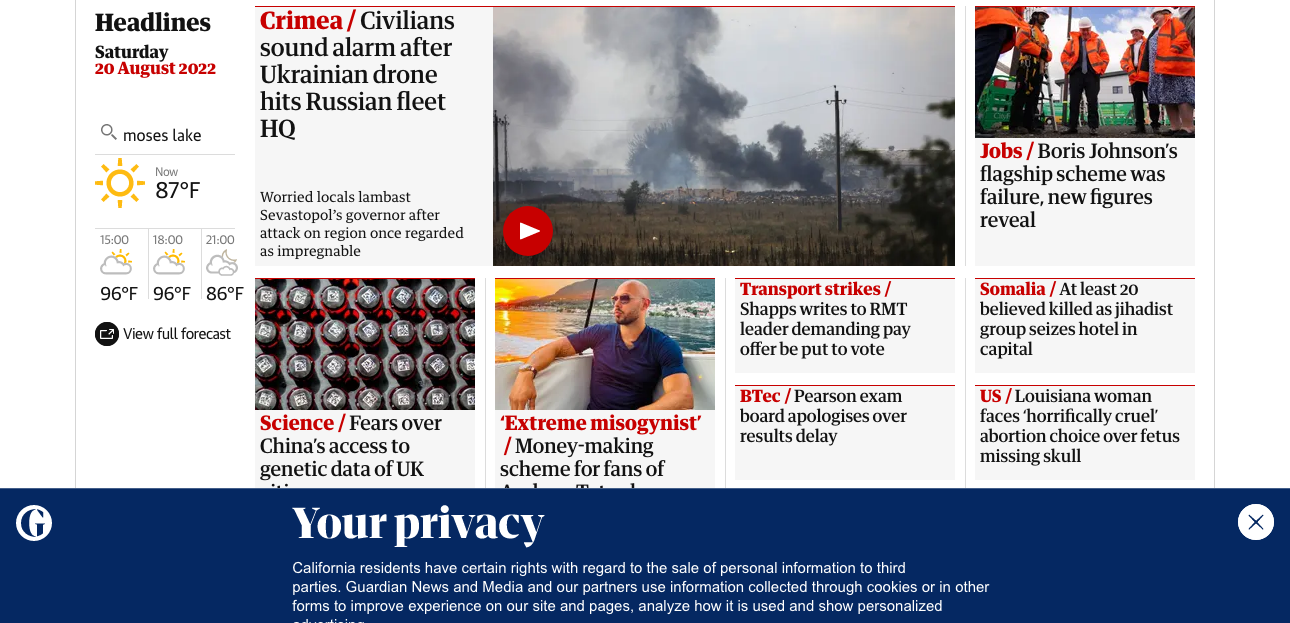 Headlines
Saturday
20 August 2022
moses lake
Now
87°F
15:00
18:00
21:00
96°F
96°F
86°F
View full forecast
Crimea / Civilians
sound alarm after
Ukrainian drone
hits Russian fleet
HQ
Worried locals lambast
Sevastopol's governor after
attack on region once regarded
as impregnable
Jobs / Boris Johnson's
flagship scheme was
failure, new figures
reveal
Science / Fears over
China's access to
genetic data of UK
'Extreme misogynist'
/ Money-making
scheme for fans of
Transport strikes /
Shapps writes to RMT
leader demanding pay
offer be put to vote
BTec / Pearson exam
board apologises over
results delay
Somalia / At least 20
believed killed as jihadist
group seizes hotel in
capital
US / Louisiana woman
faces 'horrifically cruel'
abortion choice over fetus
missing skull
Your privacy
California residents have certain rights with regard to the sale of personal information to third
parties. Guardian News and Media and our partners use information collected through cookies or in other
forms to improve experience on our site and pages, analyze how it is used and show personalized